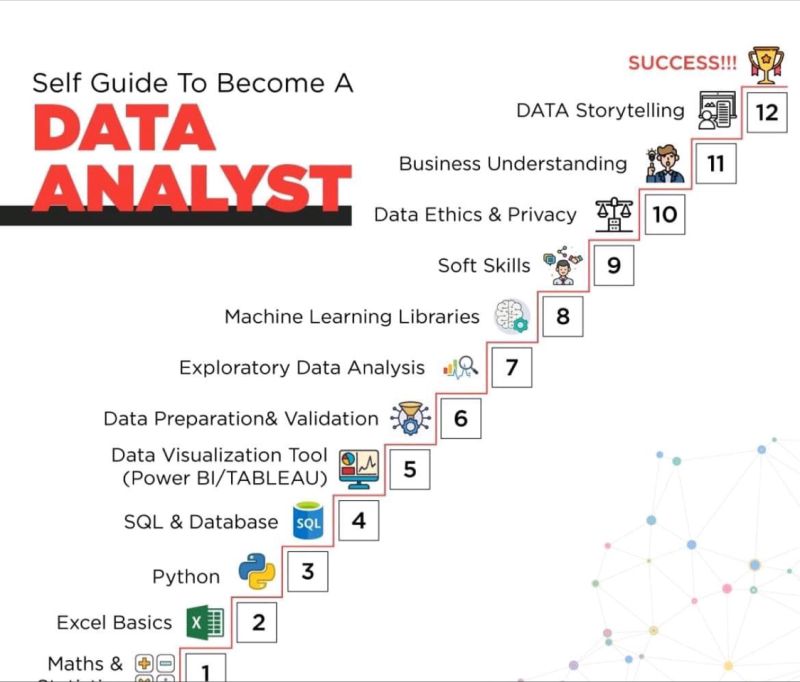 Self Guide To Become A
DATA
ANALYST
SUCCESS!!!
DATA Storytelling
12
Business Understanding
11
Data Ethics & Privacy
10
Soft Skills
9
Machine Learning Libraries
8
Exploratory Data Analysis
7
Data Preparation& Validation
6
Data Visualization Tool
(Power BI/TABLEAU)
5
SQL & Database
SQL
4
Python
3
Excel Basics
X
2
Maths &
1